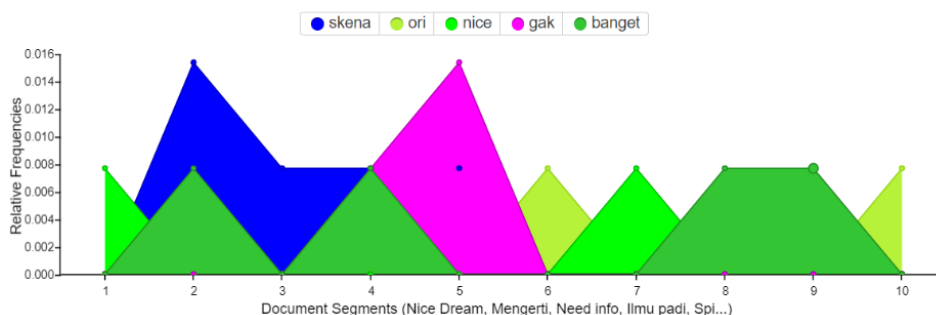 skena ori nice gak banget
Relative Frequencies
0.016
0.014
0.012
0.010
0.008
0.006
0.004
0.002
0.000
1 2 3 4 5 6 7 8 9 10
Document Segments (Nice Dream, Mengerti, Need info, Ilmu padi, Spi...)